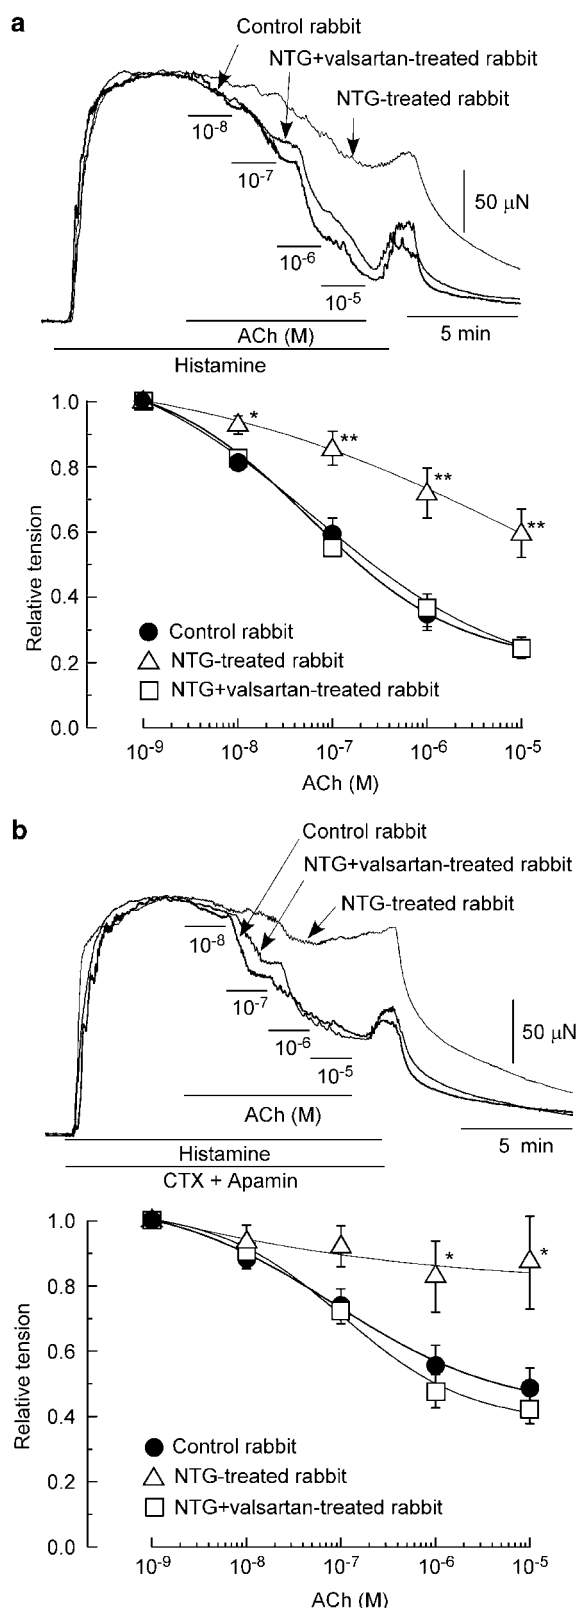 a
Control rabbit
NTG+valsartan-treated rabbit
NTG-treated rabbit
10-8
10-7
10-6
10-5
50 μN
ACh (M)
5 min
Histamine
1.0
0.8
0.6
0.4
0.2
0.0
Relative tension
Control rabbit
NTG-treated rabbit
NTG+valsartan-treated rabbit
*
**
**
**
10-9 10-8 10-7 10-6 10-5
ACh (M)
b
Control rabbit
NTG+valsartan-treated rabbit
NTG-treated rabbit
10-8
10-7
10-6
10-5
50 μN
ACh (M)
5 min
Histamine
CTX + Apamin
1.0
0.8
0.6
0.4
0.2
0.0
Relative tension
*
*
Control rabbit
NTG-treated rabbit
NTG+valsartan-treated rabbit
10-9 10-8 10-7 10-6 10-5
ACh (M)